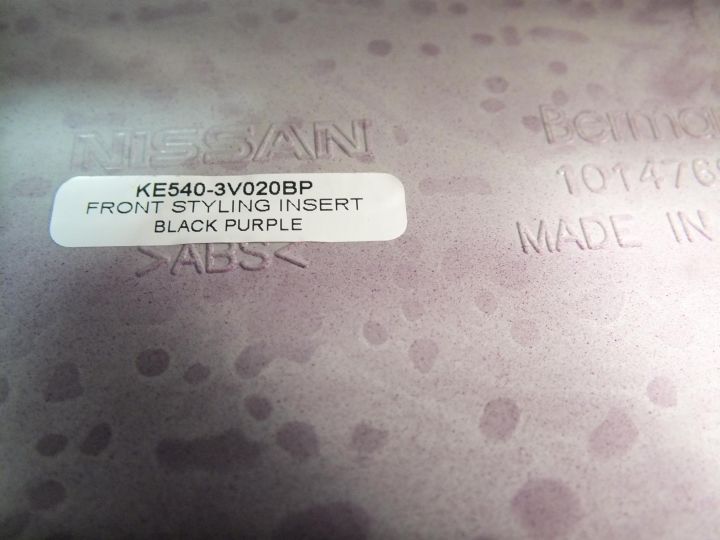 NISSAN
KE540-3V020BP
FRONT STYLING INSERT
BLACK PURPLE
>ABS<
MADE IN